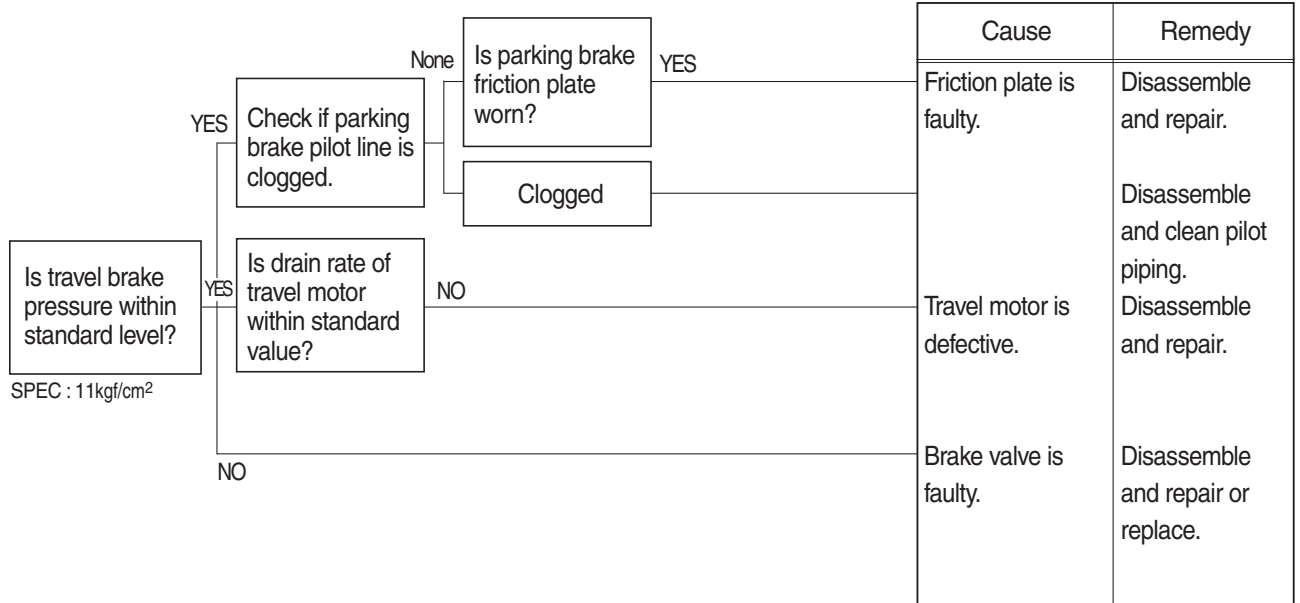 Cause
Remedy
None
Is parking brake
friction plate
worn?
YES
Friction plate is
faulty.
Disassemble
and repair.
YES
Check if parking
brake pilot line is
clogged.
Clogged
Disassemble
and clean pilot
piping.
Is travel brake
pressure within
standard level?
SPEC : 11kgf/cm²
YES
Is drain rate of
travel motor
within standard
value?
NO
Travel motor is
defective.
Disassemble
and repair.
NO
Brake valve is
faulty.
Disassemble
and repair or
replace.